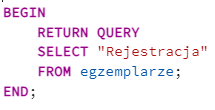 BEGIN
RETURN QUERY
SELECT "Rejestracja"
FROM egzemplarze;
END;